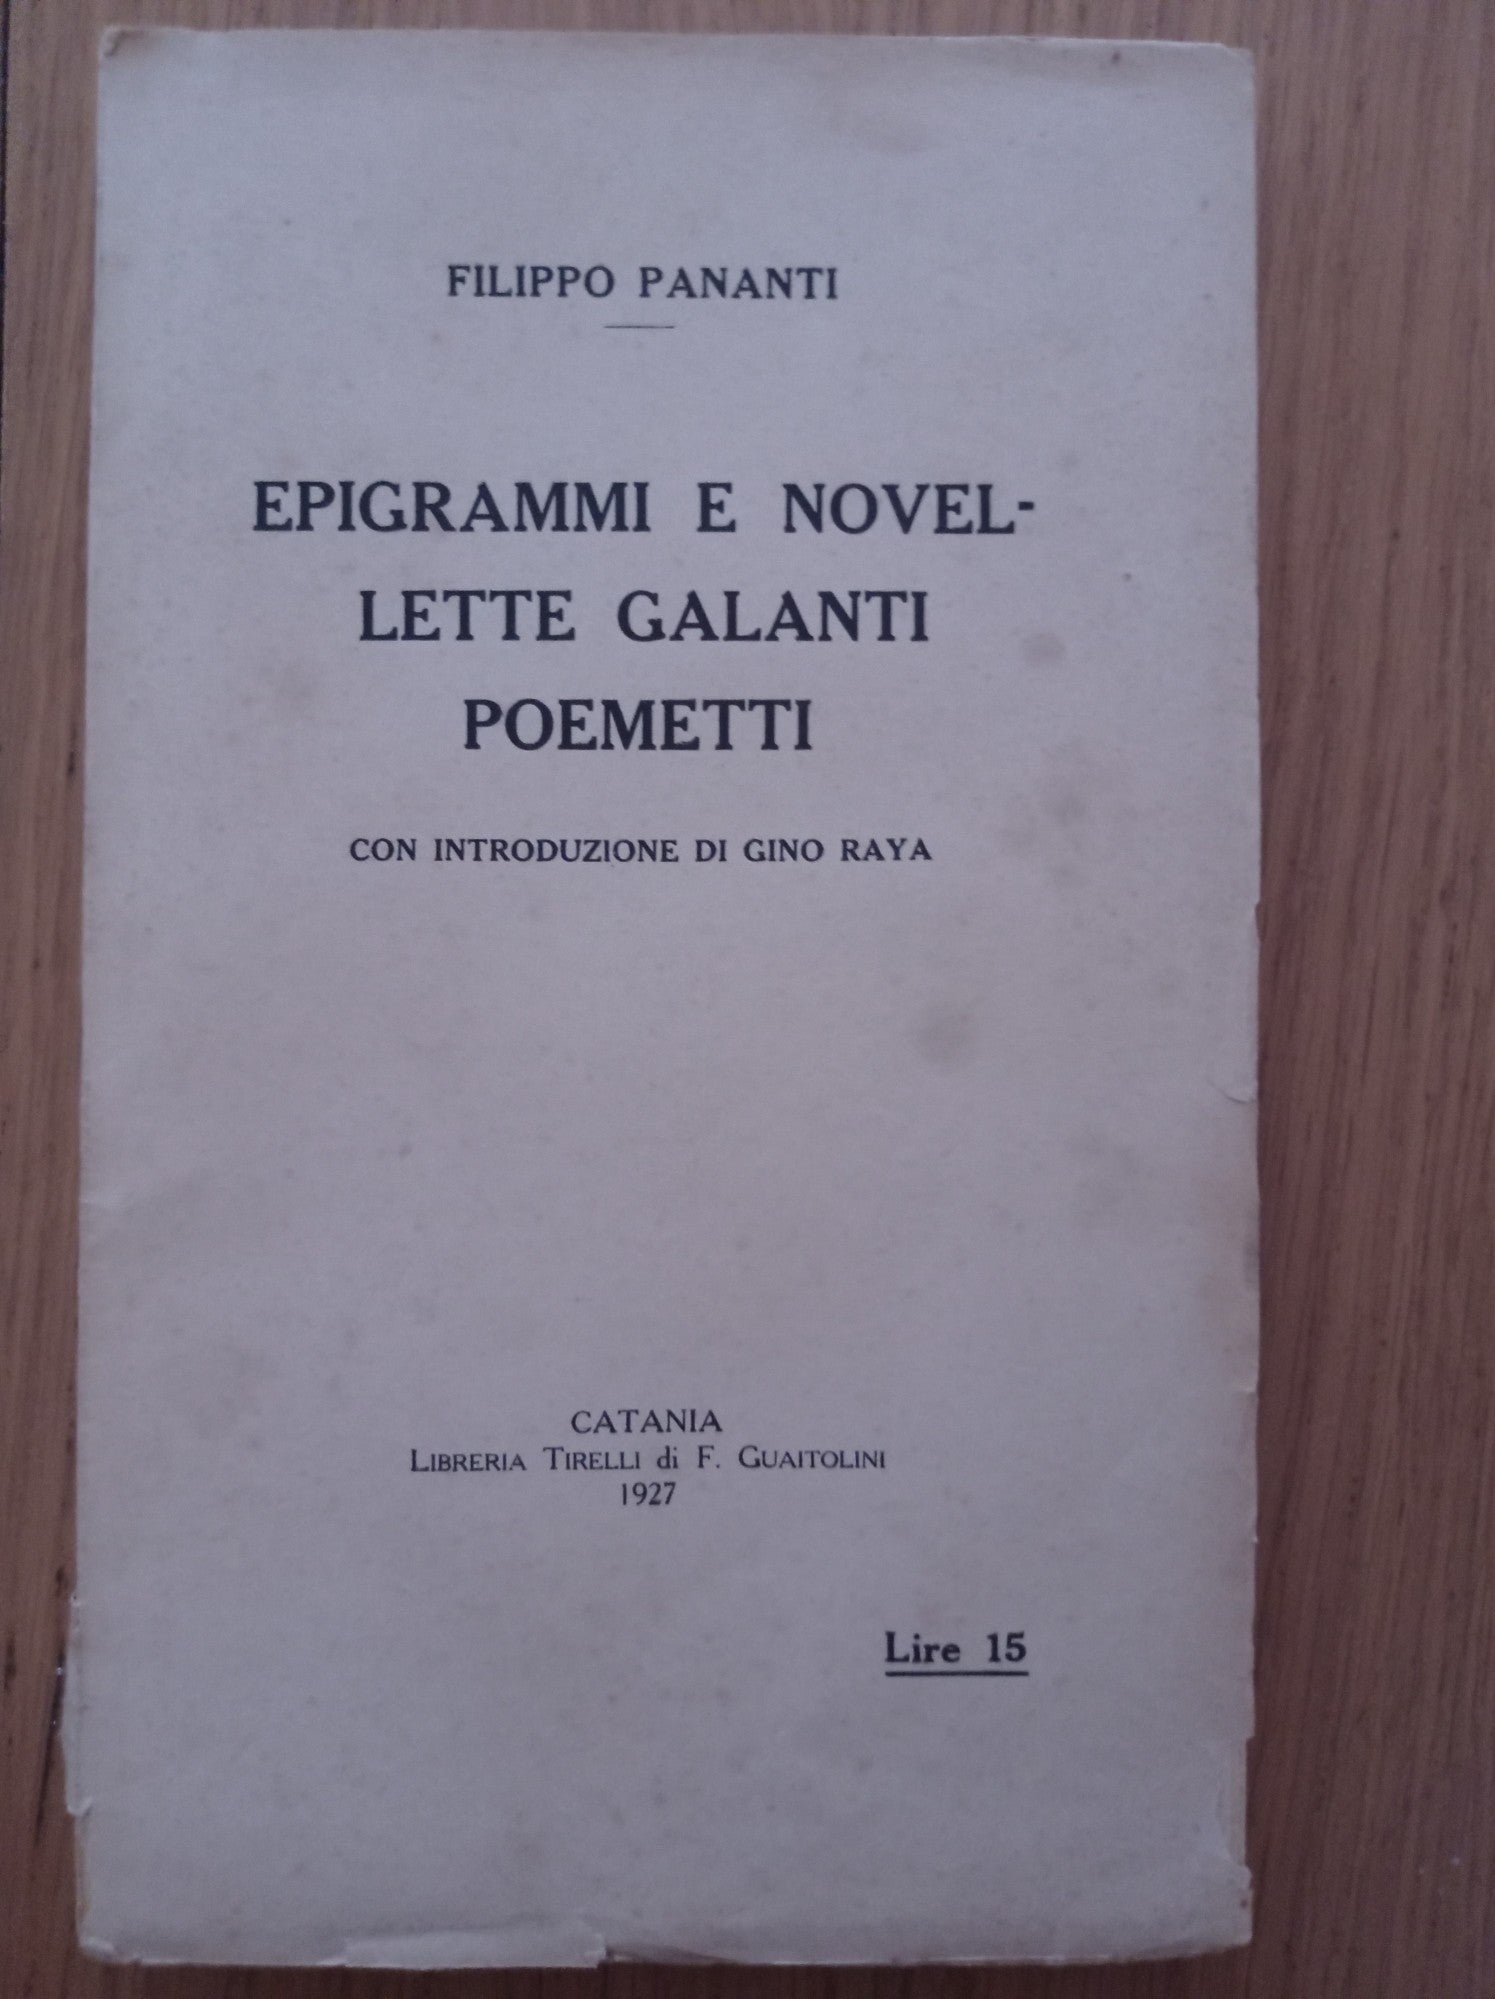 FILIPPO PANANTI
EPIGRAMMI E NOVEL-
LETTE GALANTI
POEMETTI
CON INTRODUZIONE DI GINO RAYA
CATANIA
LIBRERIA TIRELLI di F. GUAITOLINI
1927
Lire 15